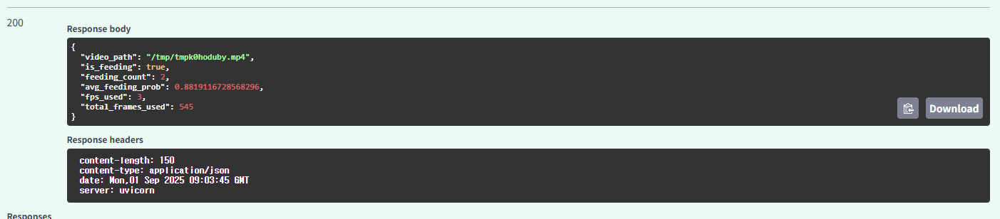 200
Response body
{
"video_path": "/tmp/tmpk0hoduby.mp4",
"is_feeding": true,
"feeding_count": 2,
"avg_feeding_prob": 0.8819116728568296,
"fps_used": 3,
"total_frames_used": 545
}
Download
Response headers
content-length: 150
content-type: application/json
date: Mon,01 Sep 2025 09:03:45 GMT
server: uvicorn
Responses